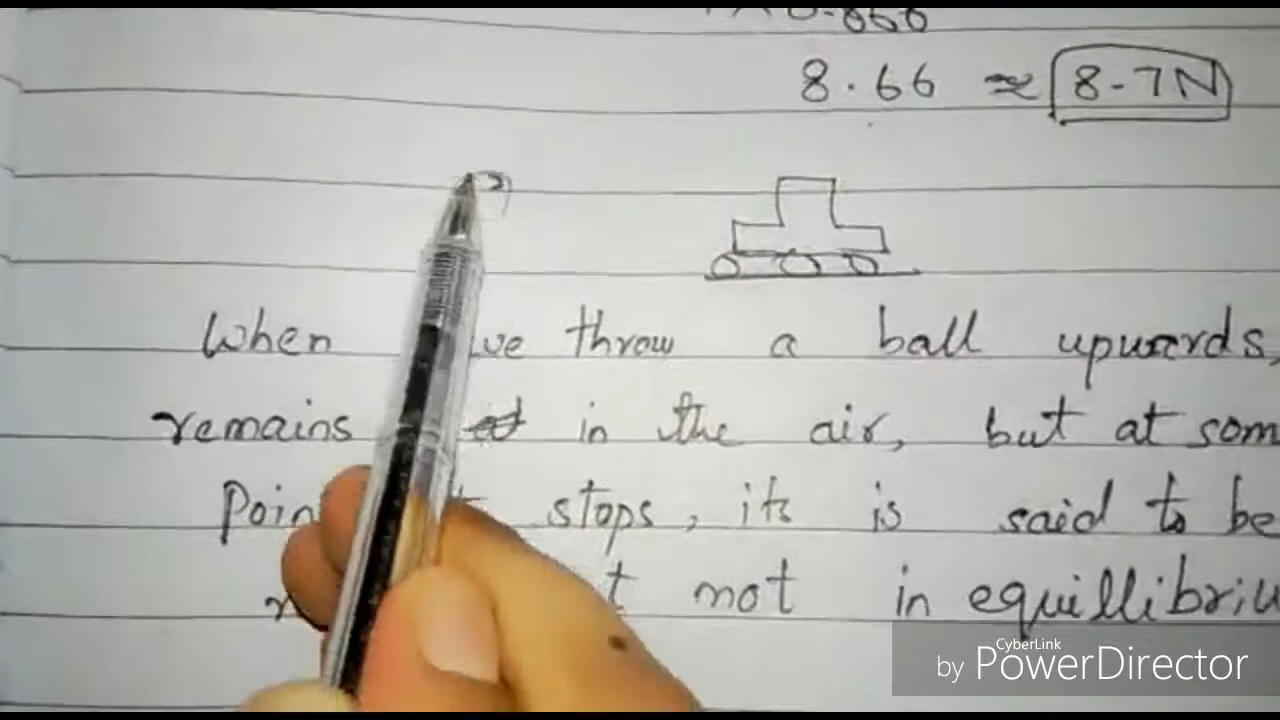 8.66 ≈ 8-7N
When we throw a ball upwards,
remains in the air, but at som
Poin stops, its is said to be
not in equillibriu
CyberLink
by PowerDirector